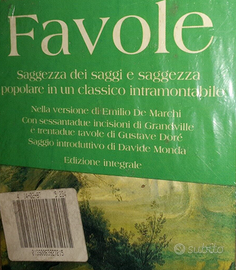 Favole
Saggezza dei saggi e saggezza
popolare in un classico intramontabile
Nella versione di Emilio De Marchi
Con sessantadue incisioni di Grandville
e trentadue tavole di Gustave Doré
Saggio introduttivo di Davide Monda
Edizione integrale
subito